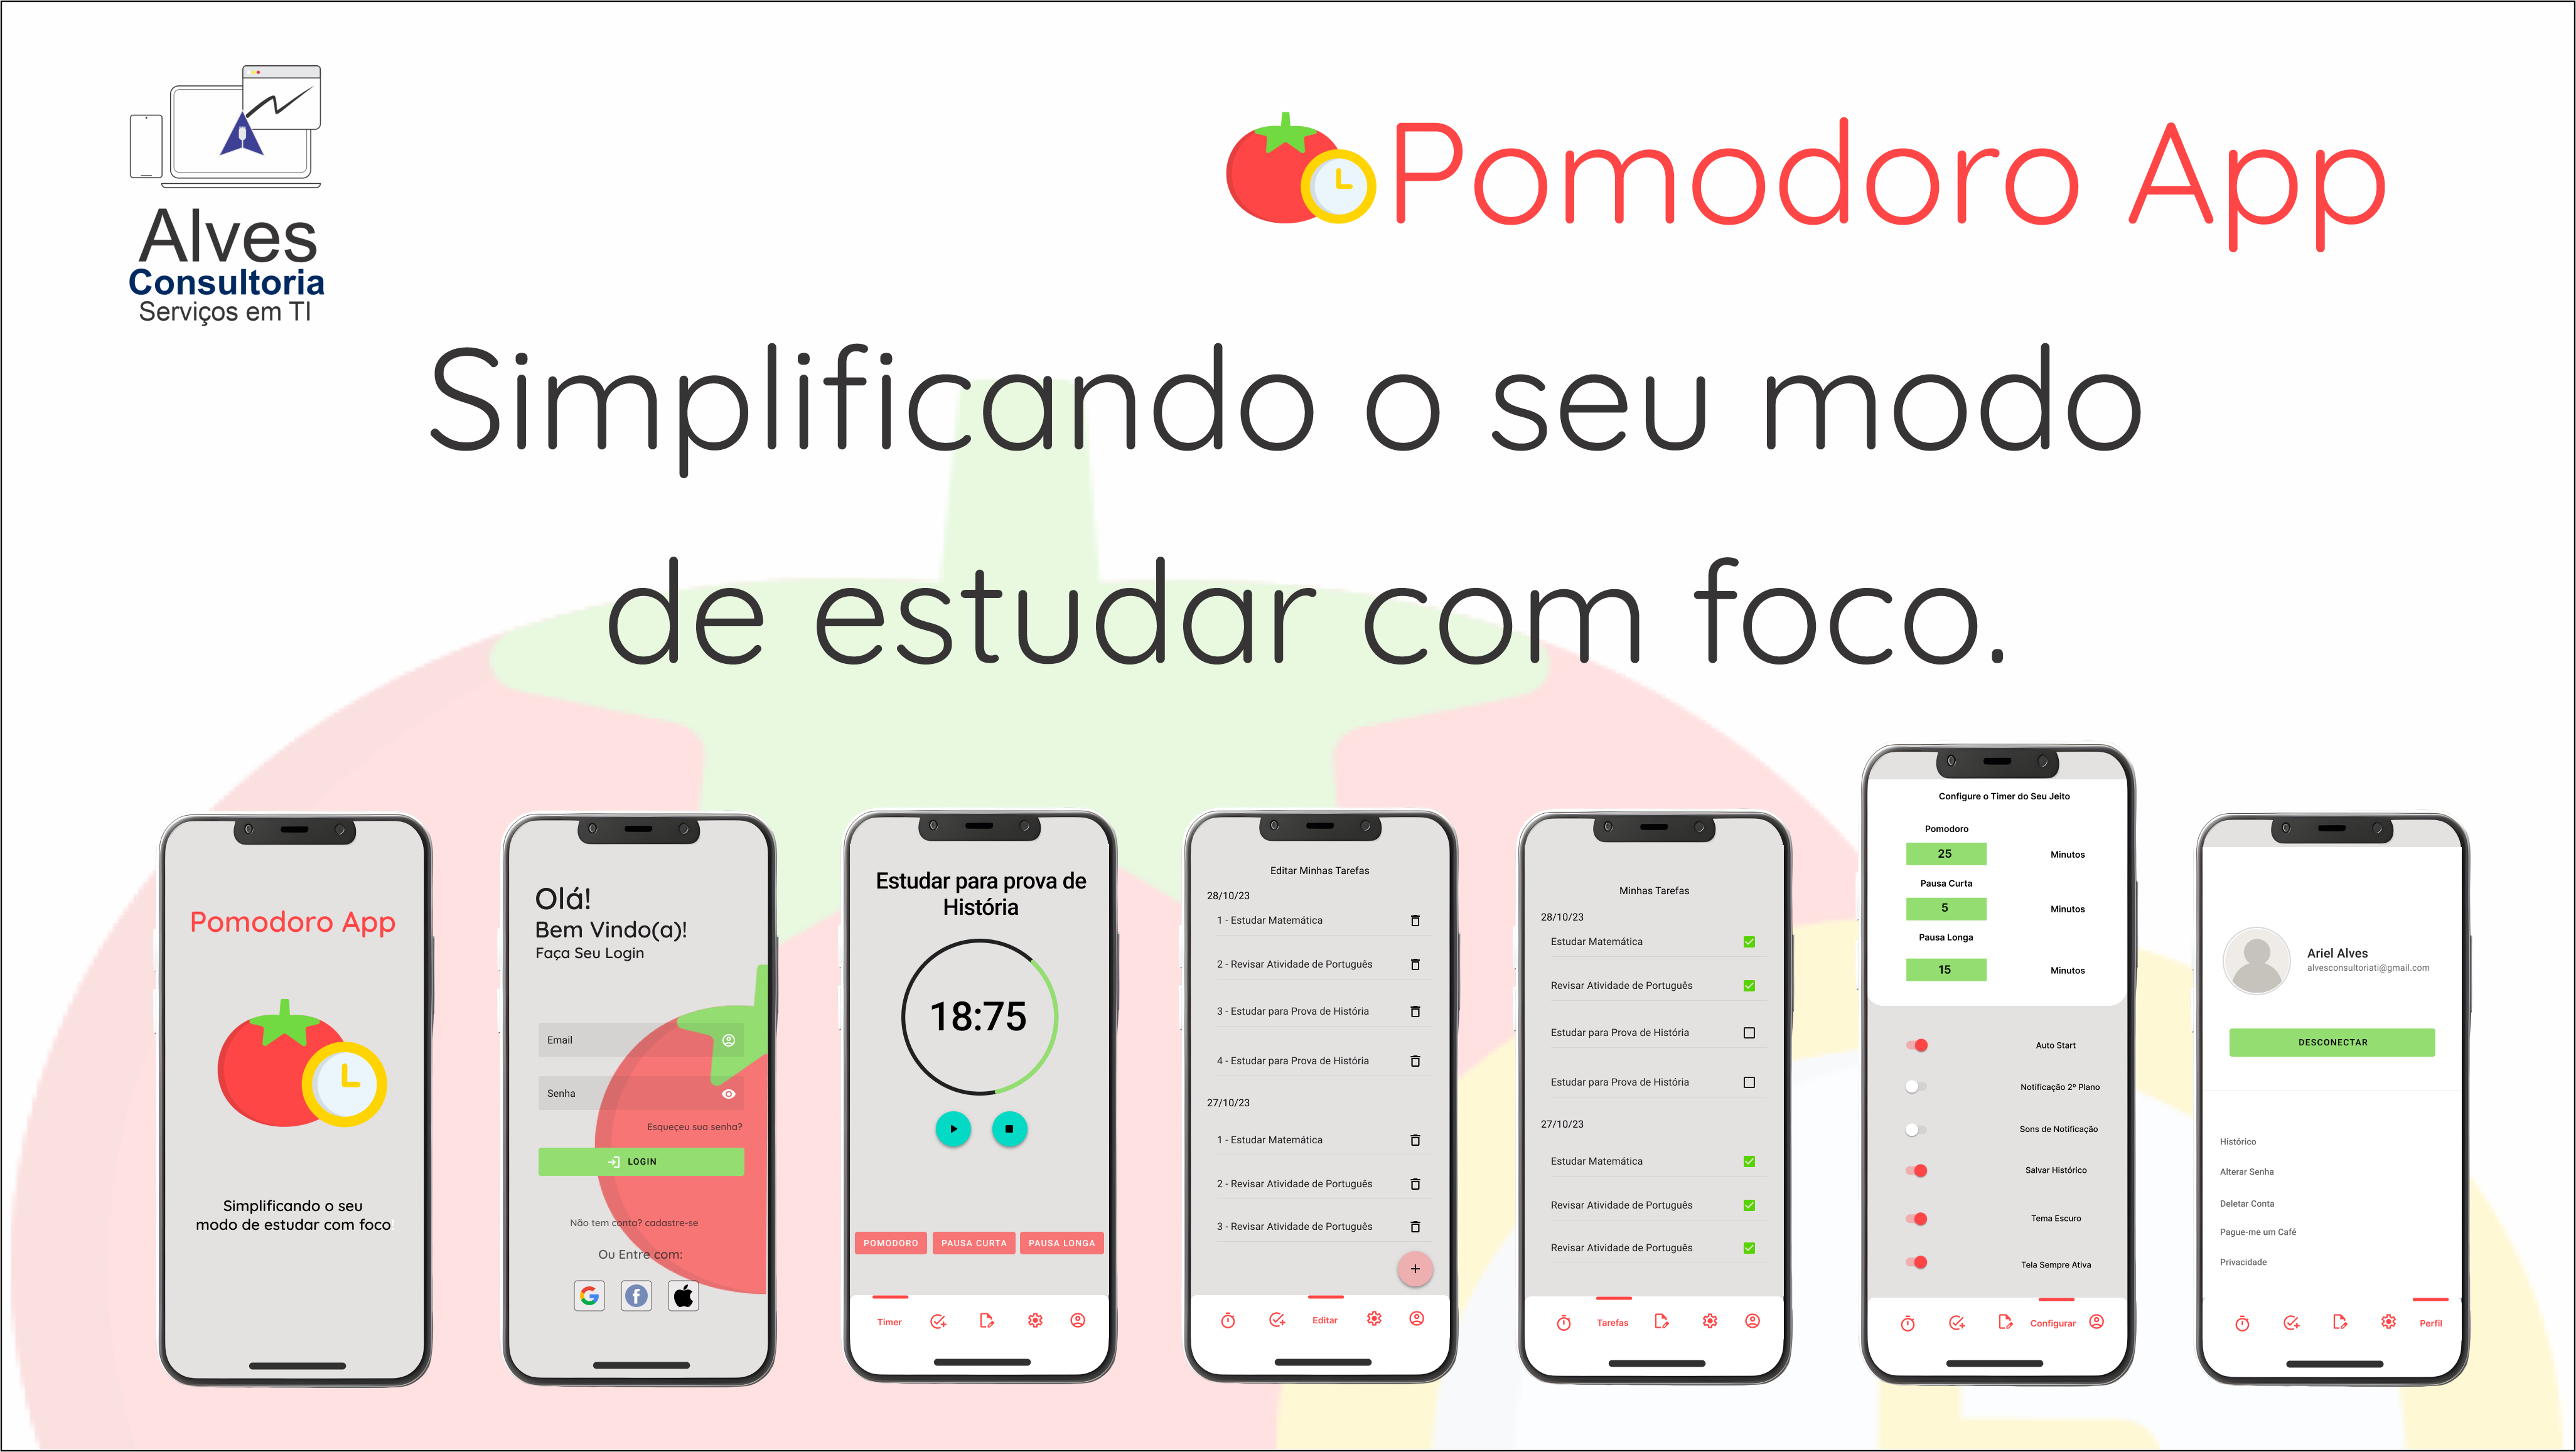 Alves
Consultoria
Serviços em TI
Pomodoro App
Simplificando o seu modo
de estudar com foco.
Pomodoro App
Simplificando o seu
modo de estudar com foco!
Olá!
Bem Vindo(a)!
Faça Seu Login
Email
Senha
Esqueçeu sua senha?
LOGIN
Não tem conta? cadastre-se
Ou Entre com:
Estudar para prova de
História
18:75
POMODORO PAUSA CURTA PAUSA LONGA
Timer
Editar Minhas Tarefas
28/10/23
1 - Estudar Matemática
2 - Revisar Atividade de Português
3 - Estudar para Prova de História
4 - Estudar para Prova de História
27/10/23
1 - Estudar Matemática
2 - Revisar Atividade de Português
3 - Revisar Atividade de Português
+
Editar
Minhas Tarefas
28/10/23
Estudar Matemática
Revisar Atividade de Português
Estudar para Prova de História
Estudar para Prova de História
27/10/23
Estudar Matemática
Revisar Atividade de Português
Revisar Atividade de Português
Tarefas
Configure o Timer do Seu Jeito
Pomodoro
25 Minutos
Pausa Curta
5 Minutos
Pausa Longa
15 Minutos
Auto Start
Notificação 2º Plano
Sons de Notificação
Salvar Histórico
Tema Escuro
Tela Sempre Ativa
Configurar
Ariel Alves
alvesconsultoriati@gmail.com
DESCONECTAR
Histórico
Alterar Senha
Deletar Conta
Pague-me um Café
Privacidade
Perfil